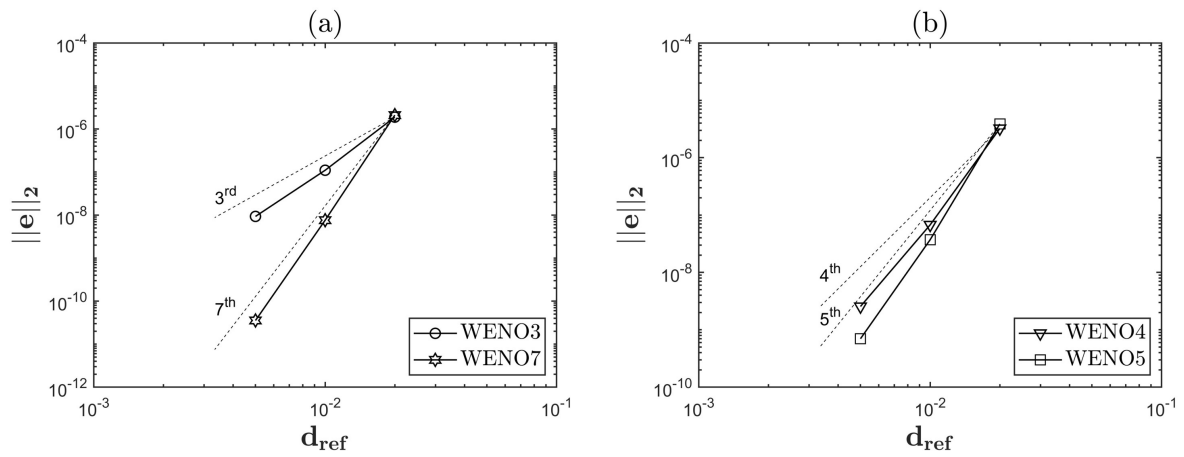 (a)
10^-4
10^-6
10^-8
10^-10
10^-12
||e||_2
3^rd
7^th
WENO3
WENO7
10^-3
10^-2
10^-1
d_ref
(b)
10^-4
10^-6
10^-8
10^-10
||e||_2
4^th
5^th
WENO4
WENO5
10^-3
10^-2
10^-1
d_ref